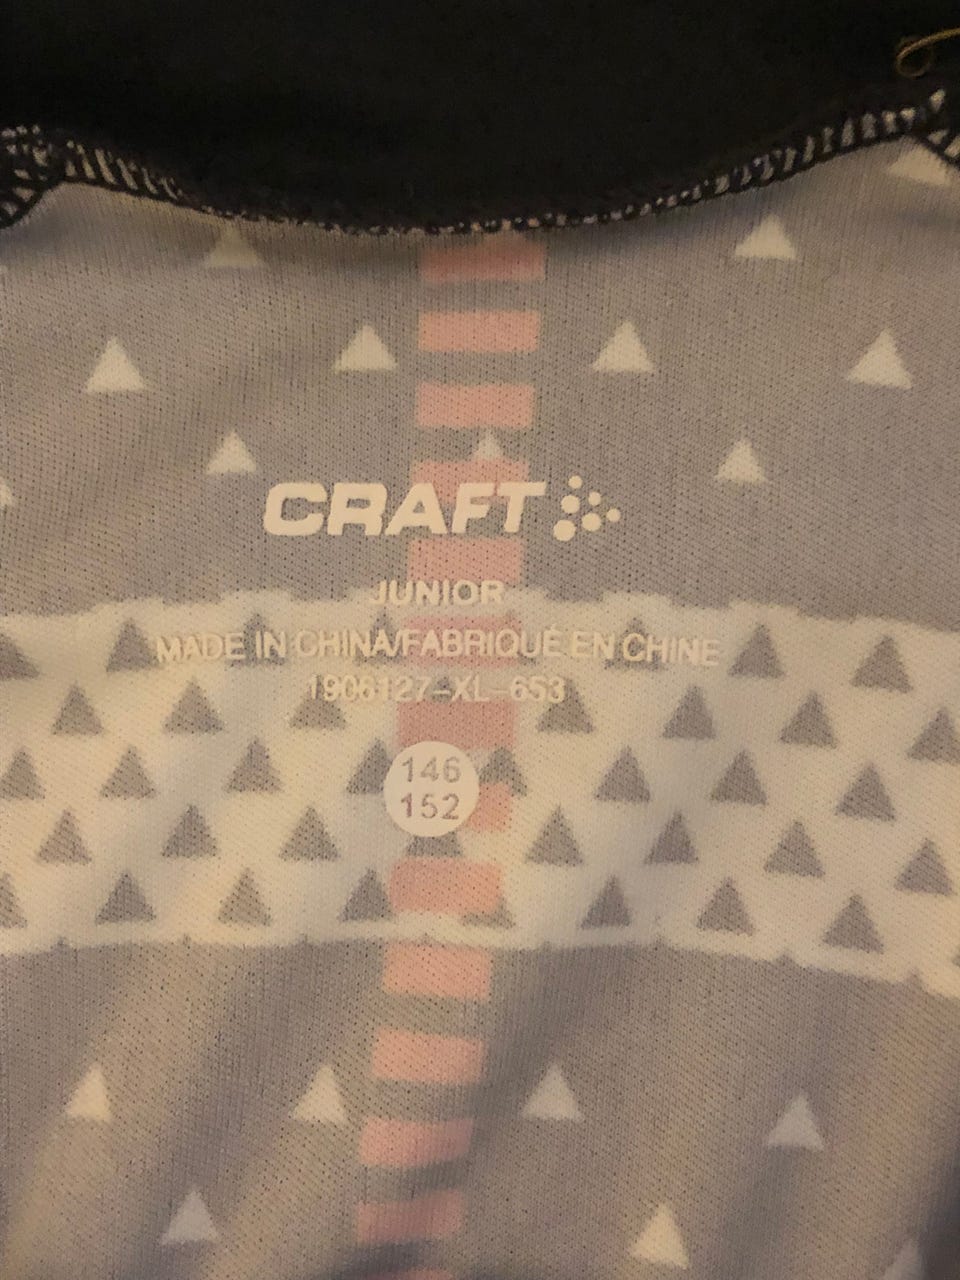 CRAFT
JUNIOR
MADE IN CHINA/FABRIQUÉ EN CHINE
1906127-XL-653
146
152